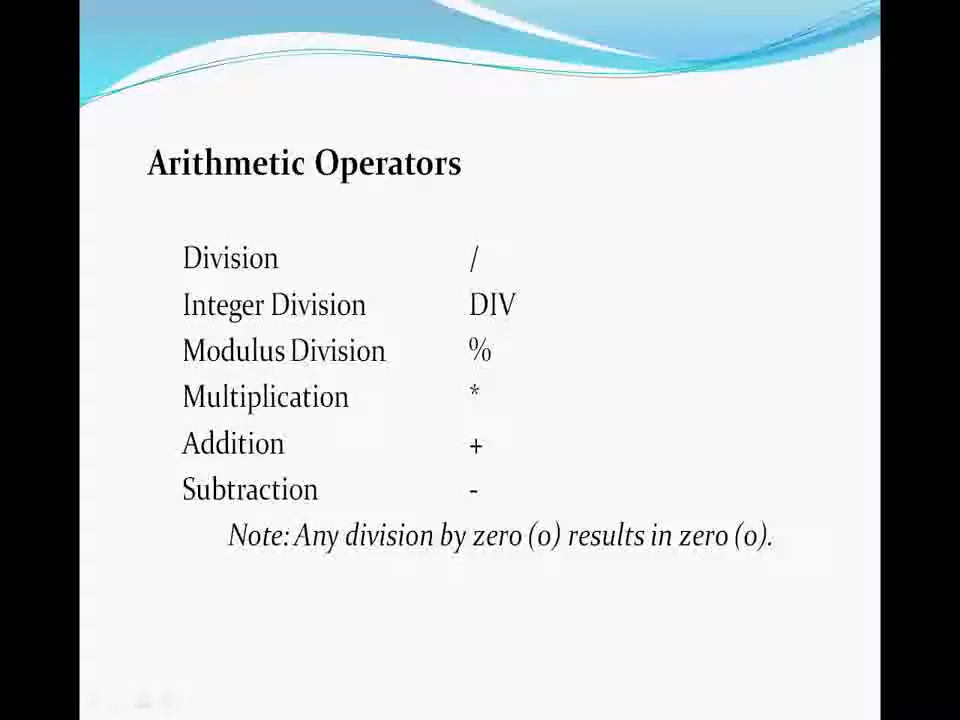 Arithmetic Operators
Division /
Integer Division DIV
Modulus Division %
Multiplication *
Addition +
Subtraction -
Note: Any division by zero (0) results in zero (0).